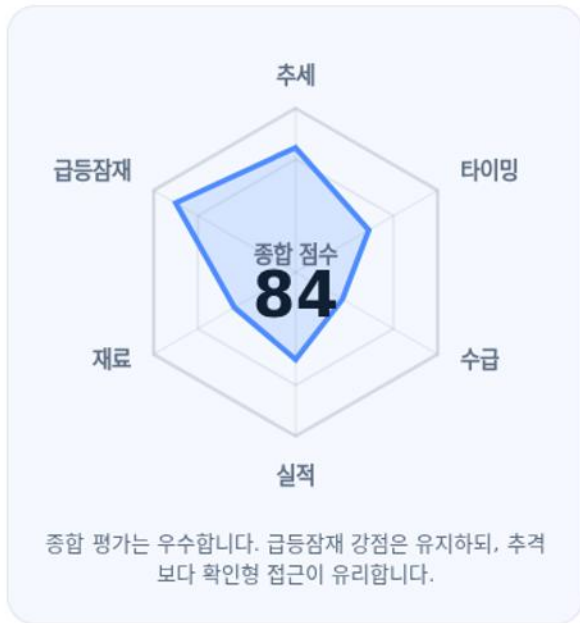 추세
급등잠재
타이밍
종합 점수
84
재료
수급
실적
종합 평가는 우수합니다. 급등잠재 강점은 유지하되, 추격
보다 확인형 접근이 유리합니다.